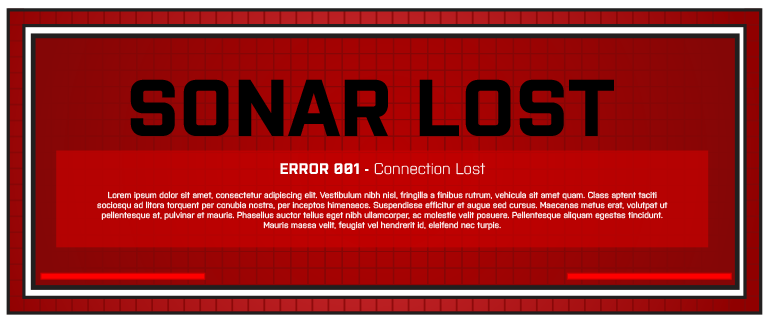 SONAR LOST
ERROR 001 - Connection Lost
Lorem ipsum dolor sit amet, consectetur adipiscing elit. Vestibulum nibh nisl, fringilla a finibus rutrum, vehicula sit amet quam. Class aptent taciti
sociosqu ad litora torquent per conubia nostra, per inceptos himenaeos. Suspendisse efficitur et augue sed cursus. Maecenas metus erat, volutpat ut
pellentesque at, pulvinar et mauris. Phasellus auctor tellus eget nibh ullamcorper, ac molestie velit posuere. Pellentesque aliquam egestas tincidunt.
Mauris massa velit, feugiat vel hendrerit id, eleifend nec turpis.